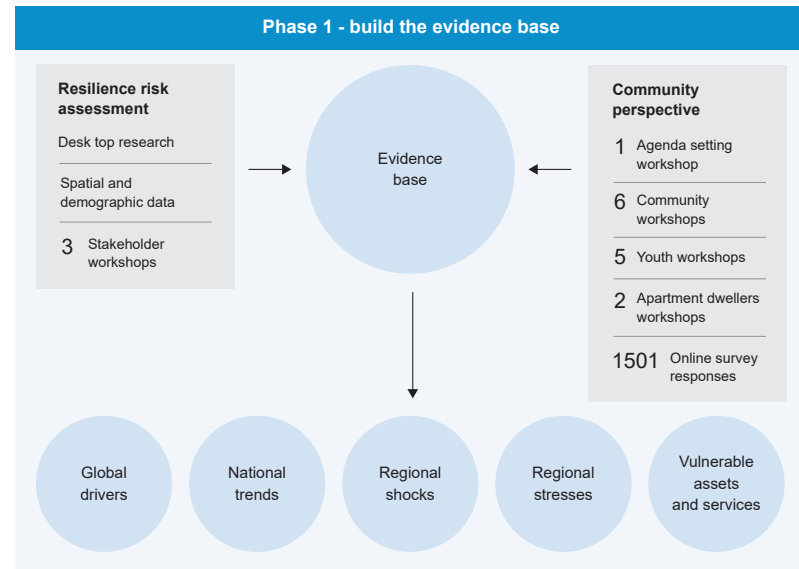 Phase 1 - build the evidence base
Resilience risk
assessment
Desk top research
Spatial and
demographic data
3 Stakeholder
workshops
Evidence
base
Community
perspective
1 Agenda setting
workshop
6 Community
workshops
5 Youth workshops
2 Apartment dwellers
workshops
1501 Online survey
responses
Global
drivers
National
trends
Regional
shocks
Regional
stresses
Vulnerable
assets
and services